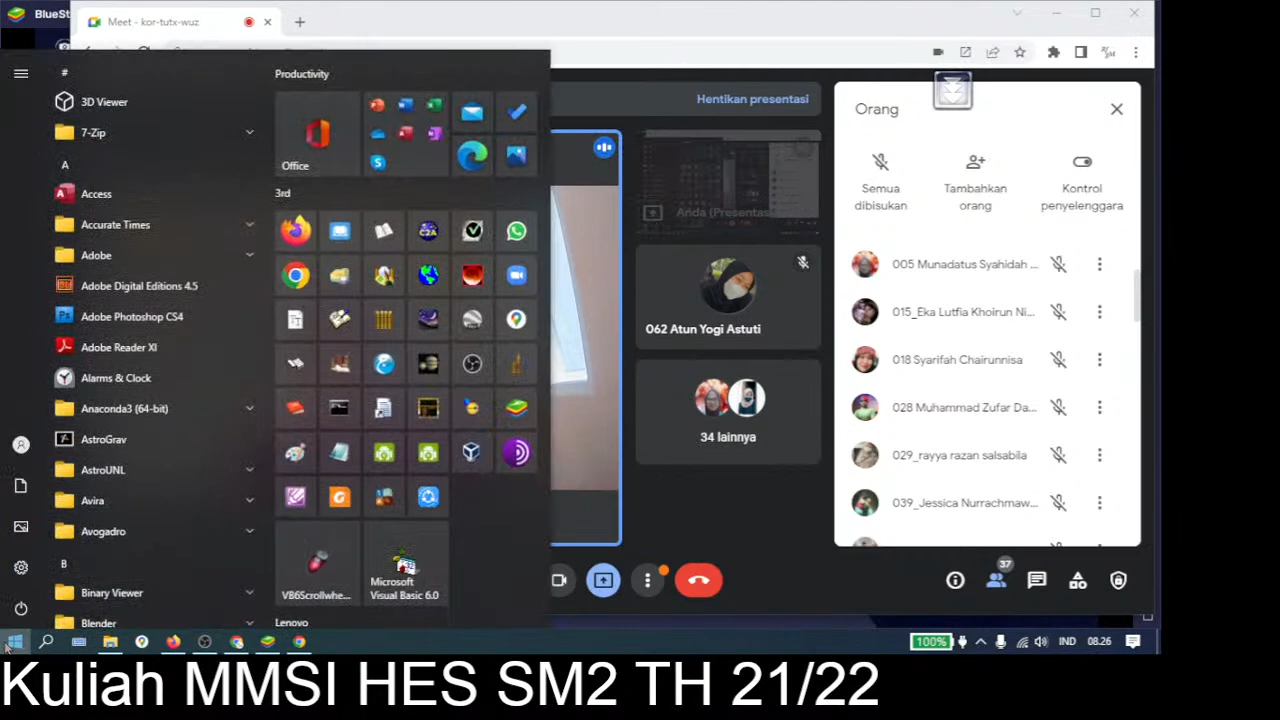 BlueSt
Meet - kor-tutx-wuz
#
3D Viewer
7-Zip
A
Access
Accurate Times
Adobe
Adobe Digital Editions 4.5
Adobe Photoshop CS4
Adobe Reader XI
Alarms & Clock
Anaconda3 (64-bit)
AstroGrav
AstroUNL
Avira
Avogadro
B
Binary Viewer
Blender
Productivity
Office
3rd
VB6Scrollwhe...
Microsoft
Visual Basic 6.0
Lenovo
Hentikan presentasi
Anda (Presentas
062 Atun Yogi Astuti
34 lainnya
Orang
Semua
dibisukan
Tambahkan
orang
Kontrol
penyelenggara
005 Munadatus Syahidah ...
015_Eka Lutfia Khoirun Ni...
018 Syarifah Chairunnisa
028 Muhammad Zufar Da...
029_rayya razan salsabila
039_Jessica Nurrachmaw...
37
100%
IND
08.26
Kuliah MMSI HES SM2 TH 21/22